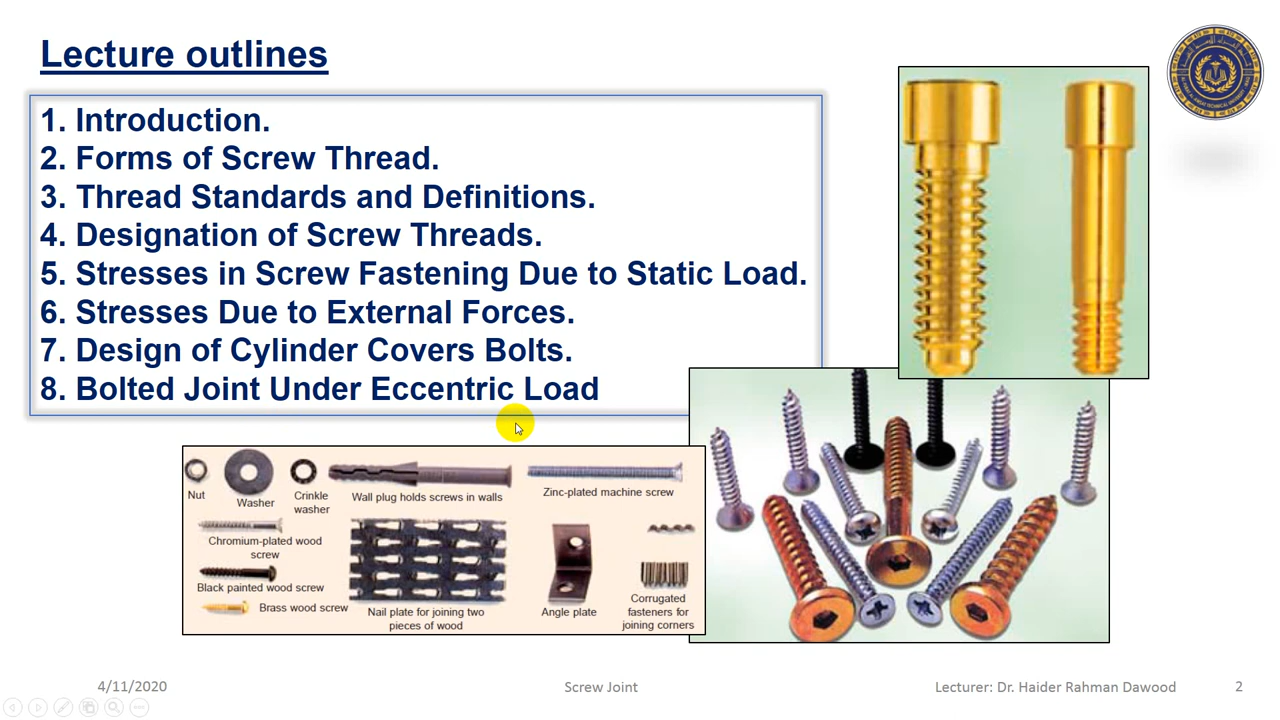 Lecture outlines
1. Introduction.
2. Forms of Screw Thread.
3. Thread Standards and Definitions.
4. Designation of Screw Threads.
5. Stresses in Screw Fastening Due to Static Load.
6. Stresses Due to External Forces.
7. Design of Cylinder Covers Bolts.
8. Bolted Joint Under Eccentric Load
Nut
Washer
Crinkle
washer
Wall plug holds screws in walls
Zinc-plated machine screw
Chromium-plated wood
screw
Black painted wood screw
Brass wood screw
Nail plate for joining two
pieces of wood
Angle plate
Corrugated
fasteners for
joining corners
4/11/2020
Screw Joint
Lecturer: Dr. Haider Rahman Dawood
2